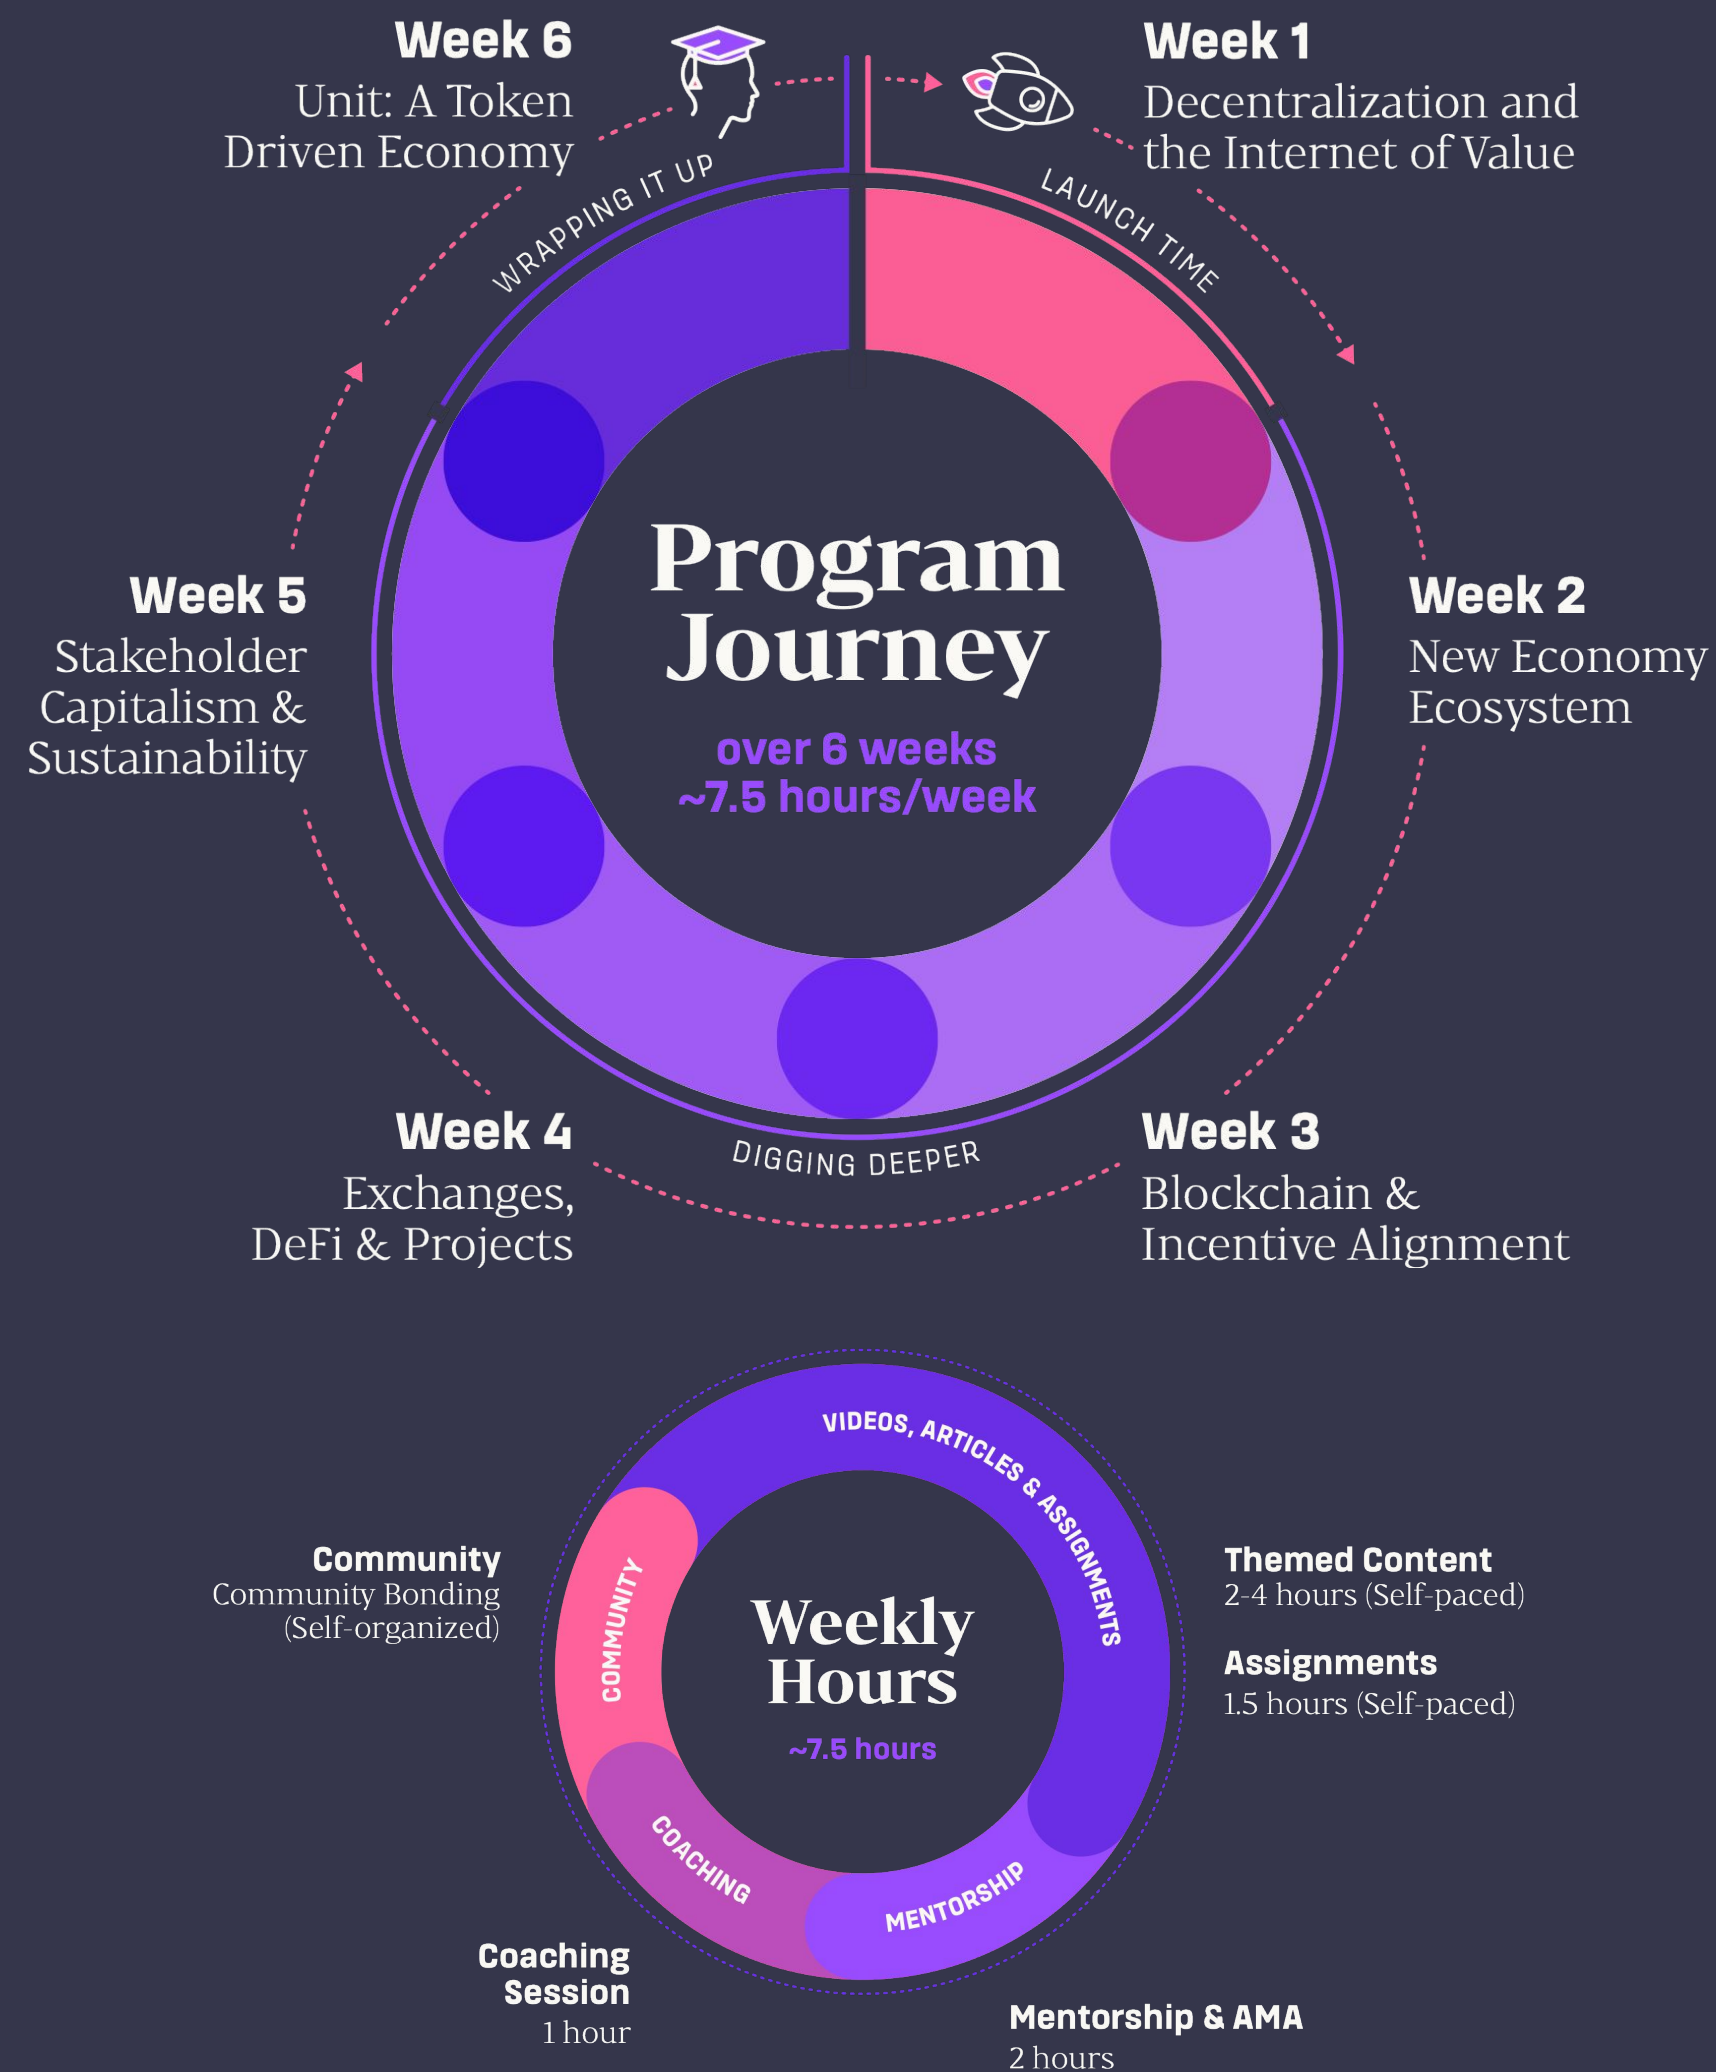 Week 6
Unit: A Token
Driven Economy
Week 1
Decentralization and
the Internet of Value
WRAPPING IT UP
LAUNCH TIME
Program
Journey
over 6 weeks
~7.5 hours/week
Week 5
Stakeholder
Capitalism &
Sustainability
Week 2
New Economy
Ecosystem
DIGGING DEEPER
Week 4
Exchanges,
DeFi & Projects
Week 3
Blockchain &
Incentive Alignment
VIDEOS, ARTICLES & ASSIGNMENTS
COMMUNITY
Weekly
Hours
~7.5 hours
COACHING
MENTORSHIP
Community
Community Bonding
(Self-organized)
Themed Content
2-4 hours (Self-paced)
Assignments
1.5 hours (Self-paced)
Coaching
Session
1 hour
Mentorship & AMA
2 hours